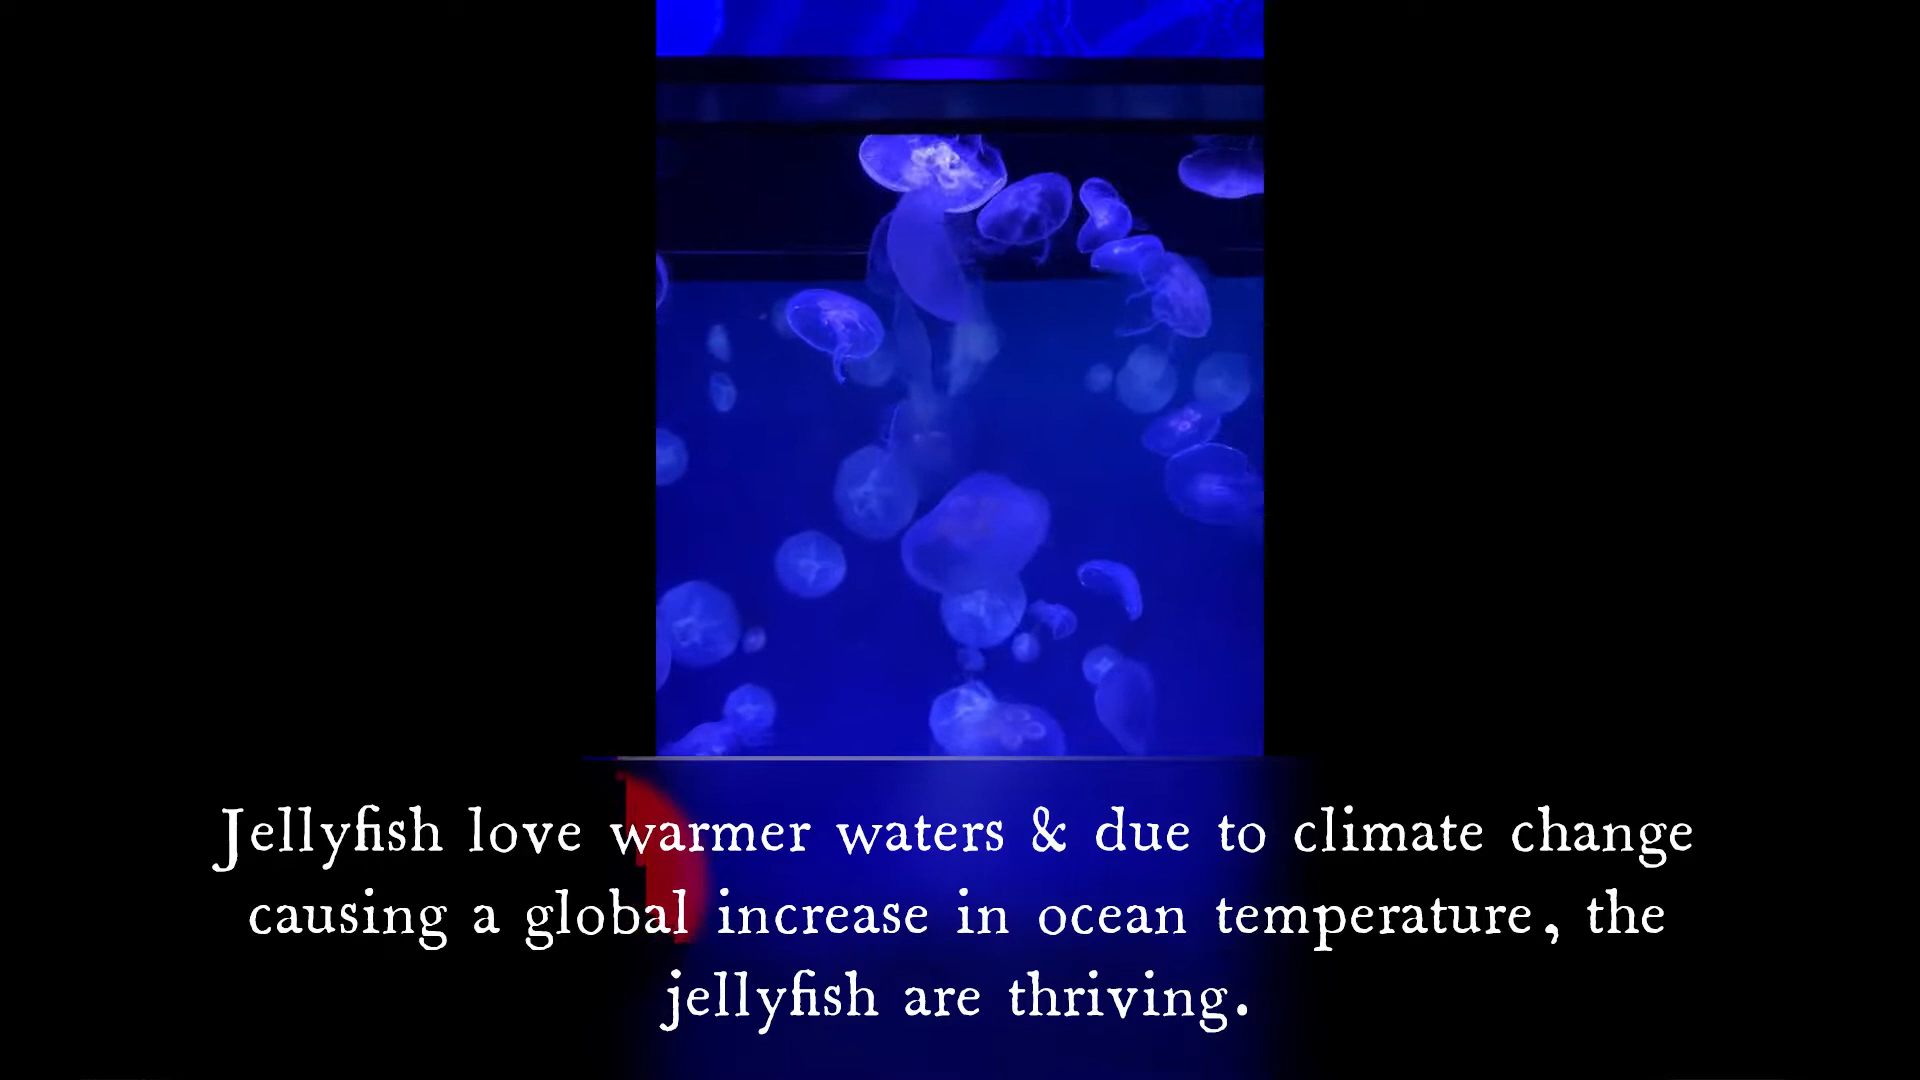 Jellyfish love warmer waters & due to climate change
causing a global increase in ocean temperature, the
jellyfish are thriving.